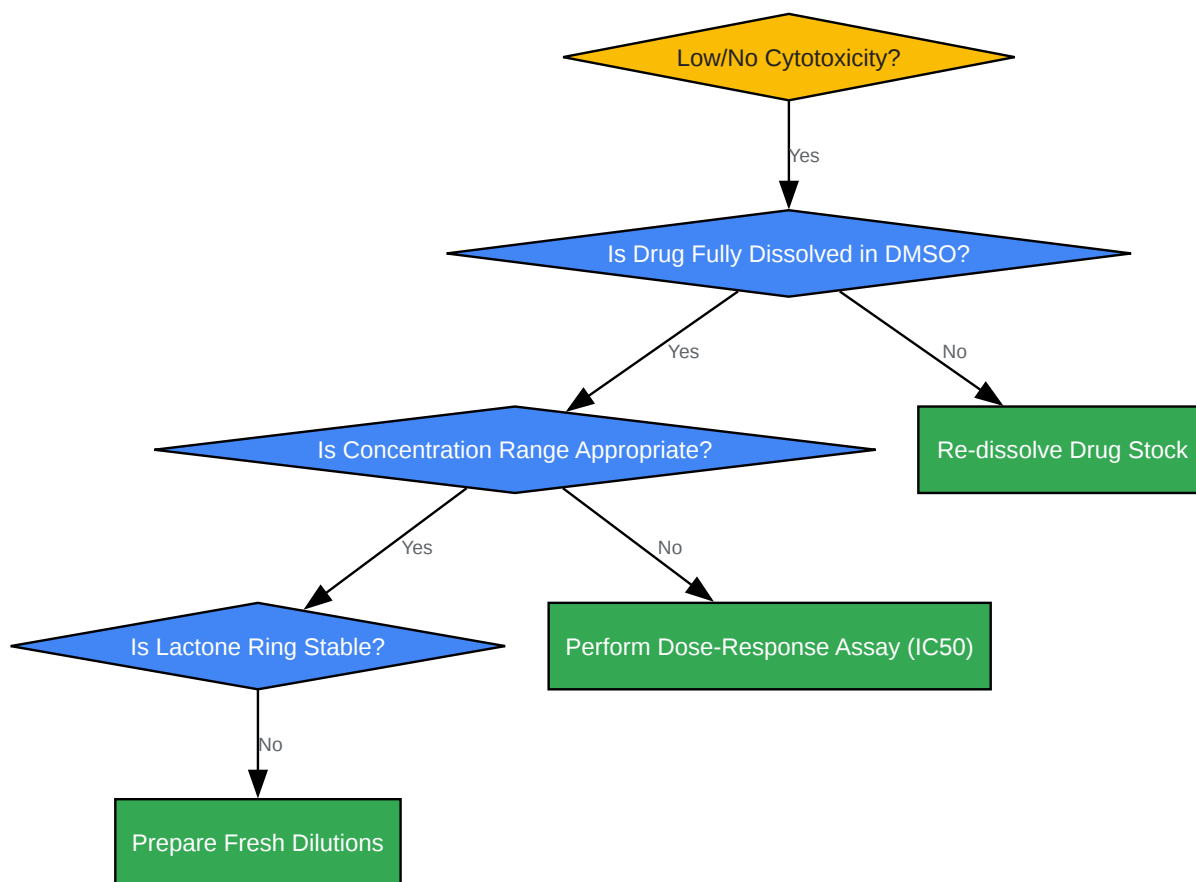 Low/No Cytotoxicity?
Yes
Is Drug Fully Dissolved in DMSO?
Yes
No
Is Concentration Range Appropriate?
Re-dissolve Drug Stock
Yes
No
Is Lactone Ring Stable?
Perform Dose-Response Assay (IC50)
No
Prepare Fresh Dilutions